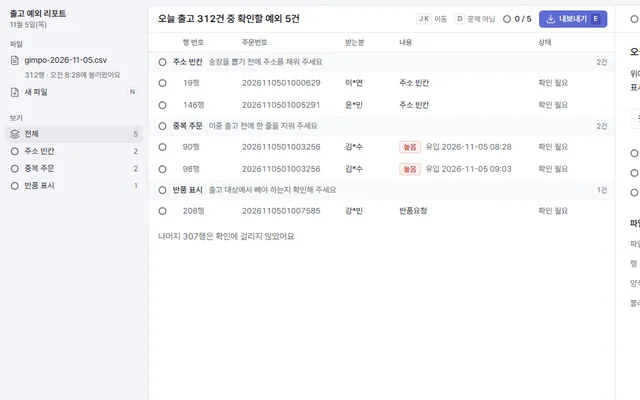 출고 예외 리포트
11월 5일(목)
파일
gimpo-2026-11-05.csv
312행 · 오전 8:28에 불러왔어요
새 파일 N
보기
전체 5
주소 빈칸 2
중복 주문 2
반품 표시 1
오늘 출고 312건 중 확인할 예외 5건
J K 이동 D 문제 아님 0 / 5 내보내기 E
행 번호 주문번호 받는분 내용 상태
주소 빈칸 송장을 뽑기 전에 주소를 채워 주세요 2건
19행 2026110501000629 이*연 주소 빈칸 확인 필요
146행 2026110501005291 윤*민 주소 빈칸 확인 필요
중복 주문 이중 출고 전에 한 줄을 지워 주세요 2건
90행 2026110501003256 김*수 높음 유입 2026-11-05 08:28 확인 필요
98행 2026110501003256 김*수 높음 유입 2026-11-05 09:03 확인 필요
반품 표시 출고 대상에서 빼야 하는지 확인해 주세요 1건
208행 2026110501007585 강*민 반품요청 확인 필요
나머지 307행은 확인에 걸리지 않았어요
행